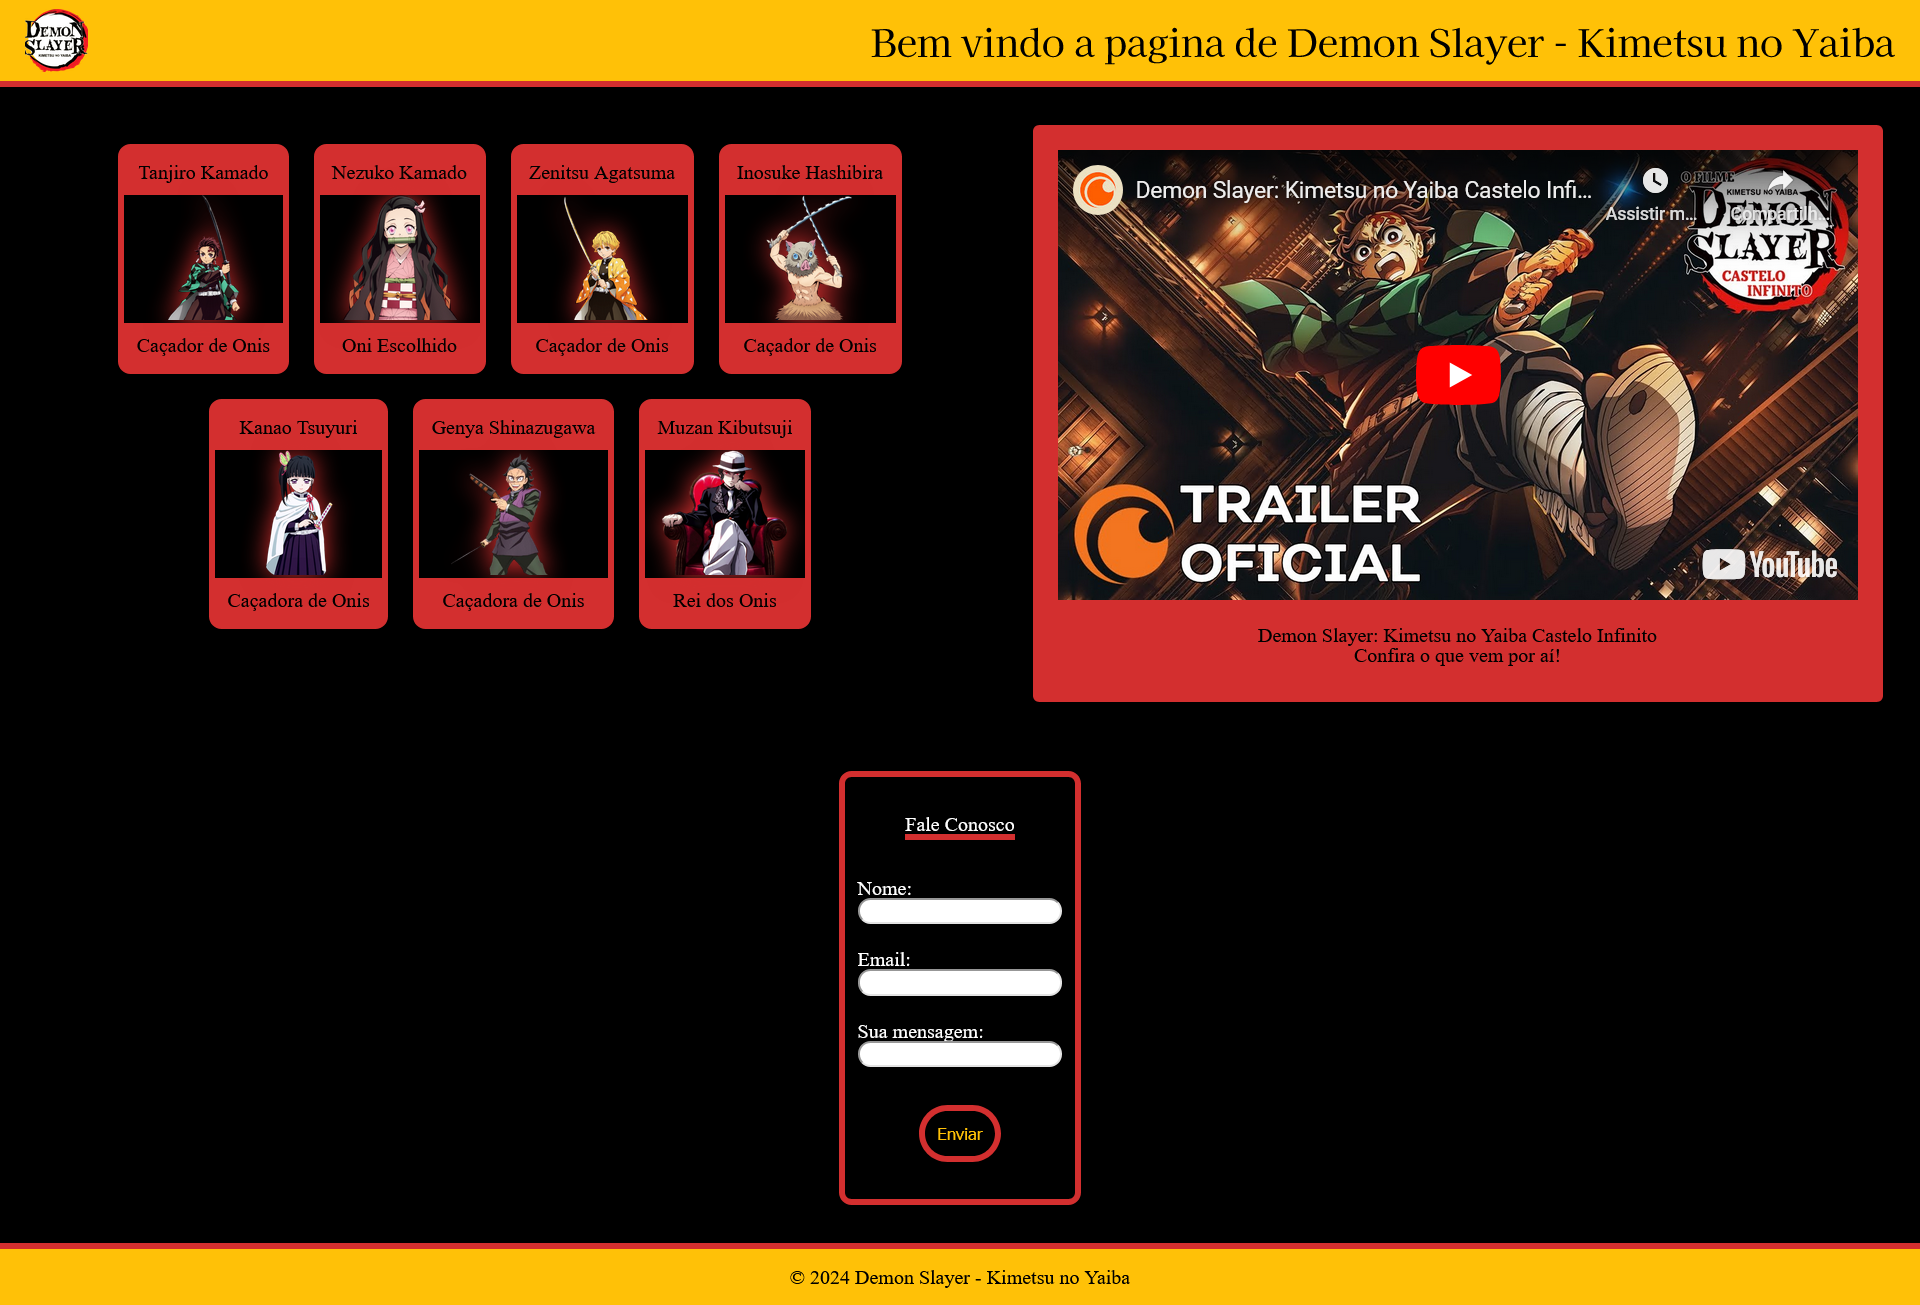 DEMON
SLAYER
KIMETSU NO YAIBA
Bem vindo a pagina de Demon Slayer - Kimetsu no Yaiba
Tanjiro Kamado
Caçador de Onis
Nezuko Kamado
Oni Escolhido
Zenitsu Agatsuma
Caçador de Onis
Inosuke Hashibira
Caçador de Onis
Kanao Tsuyuri
Caçadora de Onis
Genya Shinazugawa
Caçadora de Onis
Muzan Kibutsuji
Rei dos Onis
Demon Slayer: Kimetsu no Yaiba Castelo Infi...
Assistir m...
Compartilh...
O FILME
KIMETSU NO YAIBA
DEMON
SLAYER
CASTELO
INFINITO
TRAILER
OFICIAL
YouTube
Demon Slayer: Kimetsu no Yaiba Castelo Infinito
Confira o que vem por aí!
Fale Conosco
Nome:
Email:
Sua mensagem:
Enviar
© 2024 Demon Slayer - Kimetsu no Yaiba